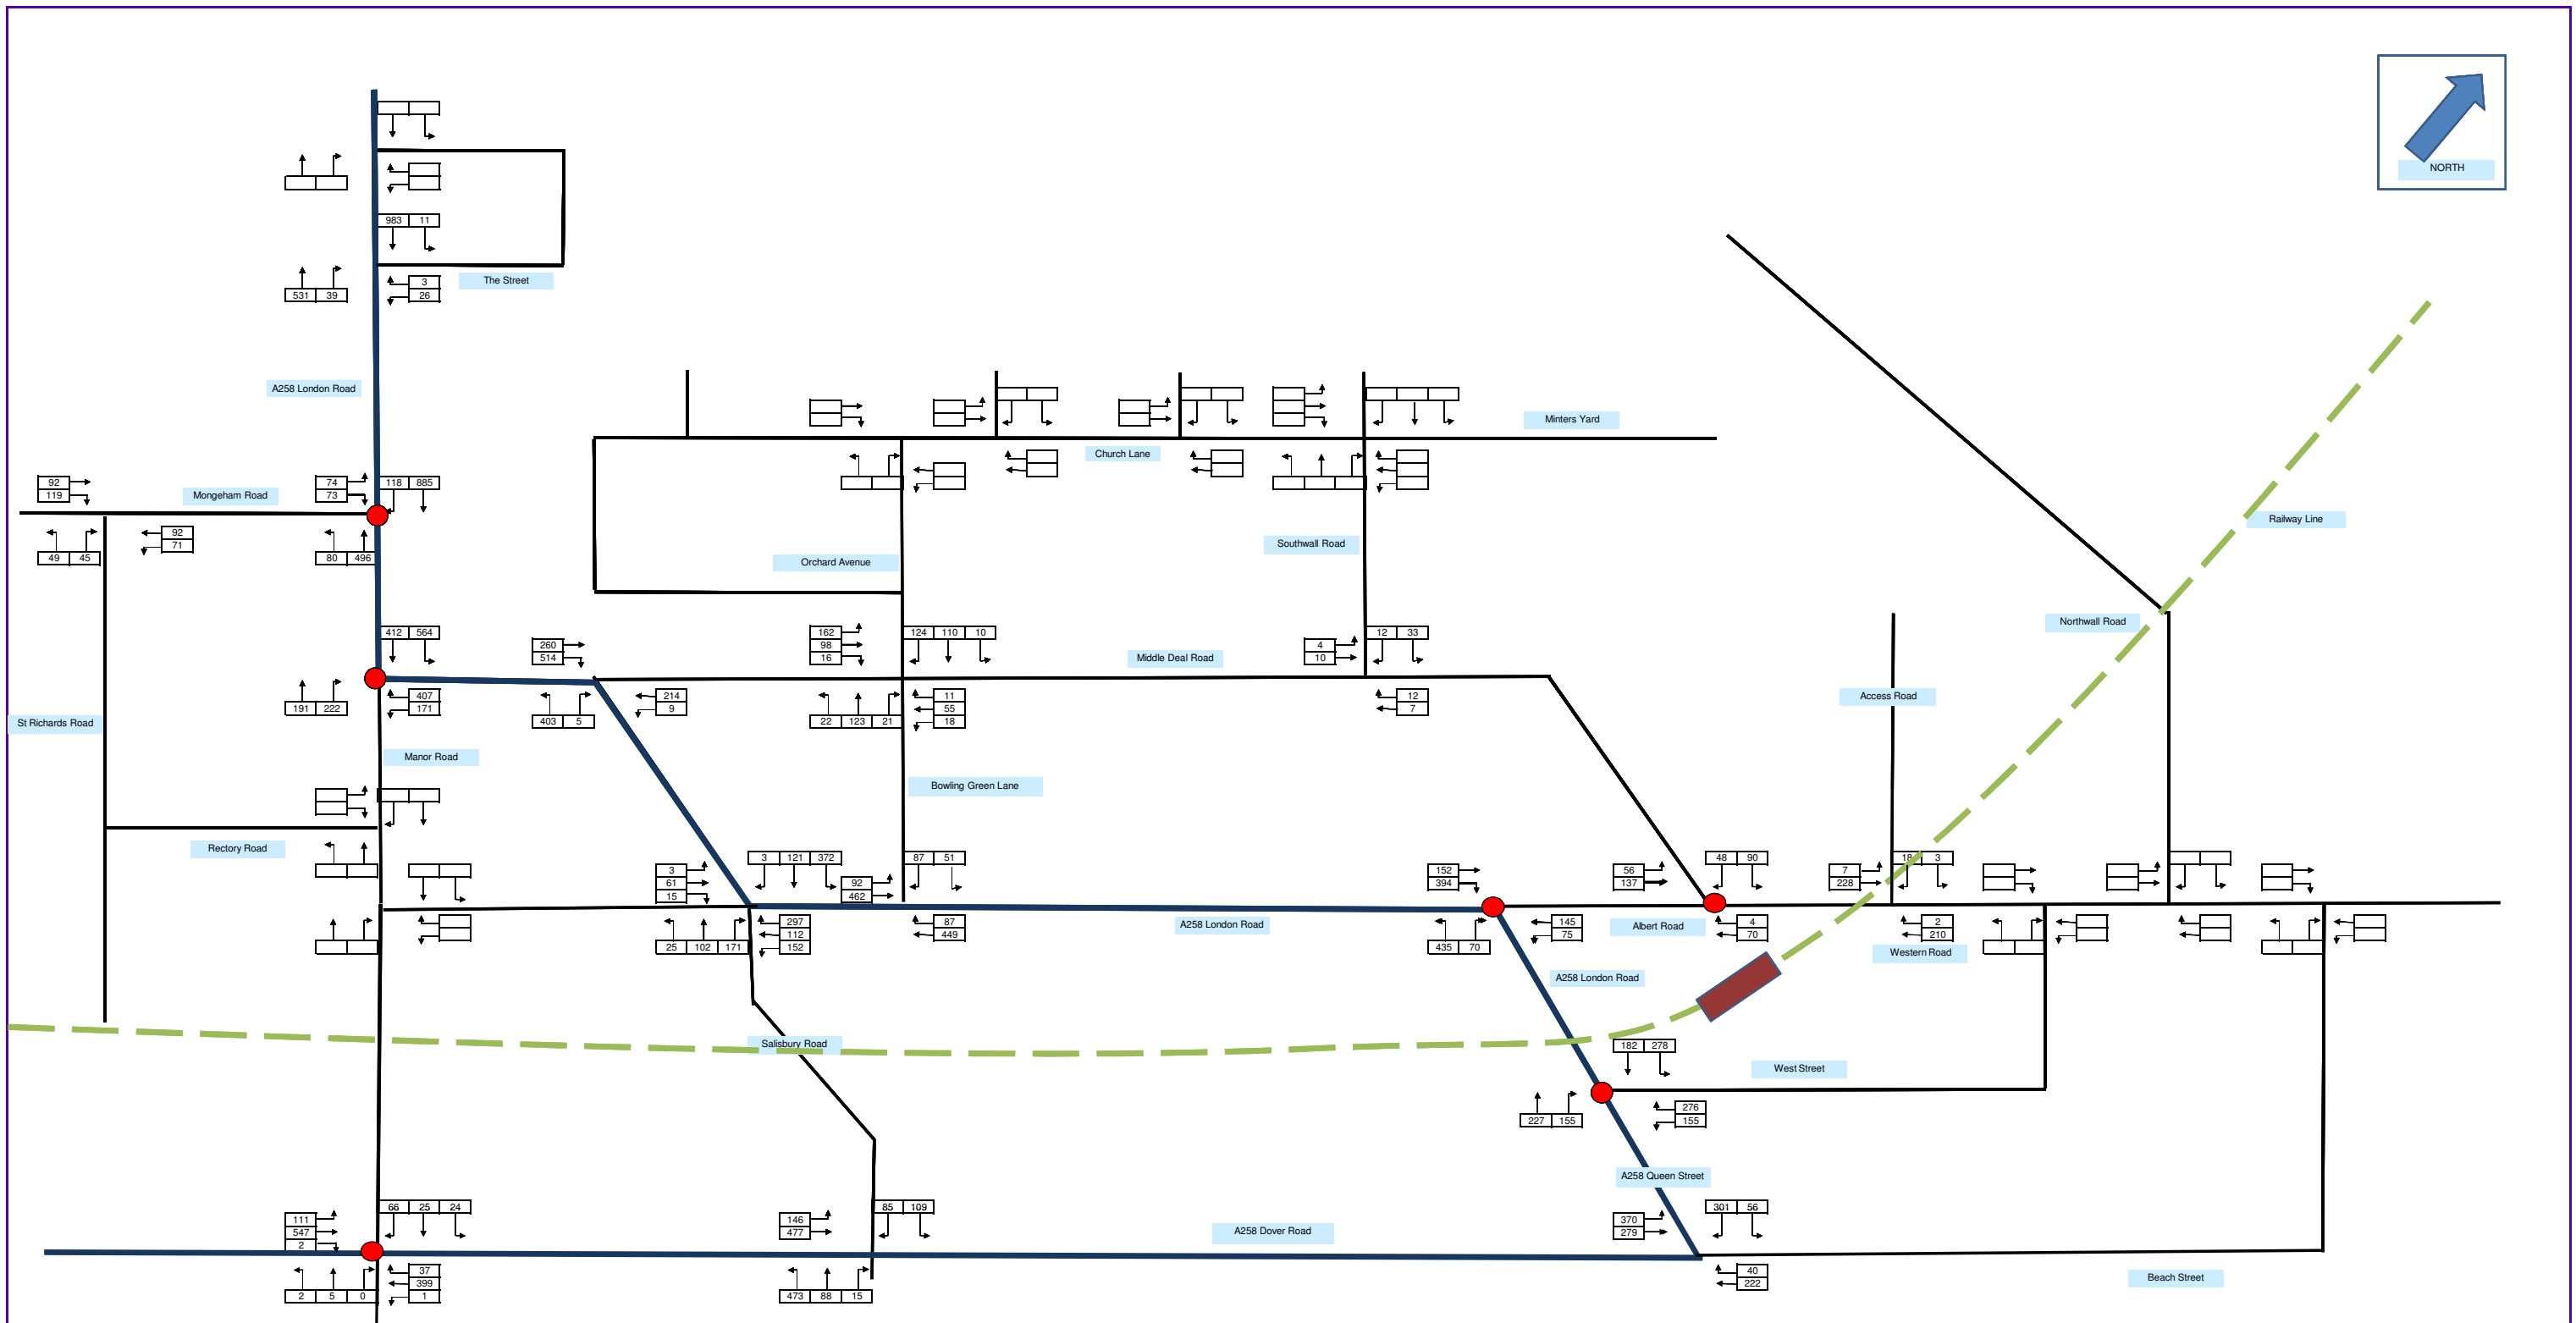 NORTH
983 11
The Street
531 39
3
26
A258 London Road
Minters Yard
Church Lane
92
119
Mongeham Road
74
73
118 885
Railway Line
92
71
49 45
80 496
Southwall Road
Orchard Avenue
Northwall Road
412 564
260
514
162
98
16
124 110 10
Middle Deal Road
4
10
12 33
Access Road
St Richards Road
191 222
407
171
403 5
214
9
22 123 21
11
55
18
12
7
Manor Road
Bowling Green Lane
Rectory Road
3
61
15
3 121 372
92
462
87 51
152
394
56
137
48 90
7
228
18 3
25 102 171
297
112
152
87
449
A258 London Road
435 70
145
75
Albert Road
4
70
2
210
Western Road
A258 London Road
Salisbury Road
182 278
West Street
227 155
276
155
A258 Queen Street
111
547
2
66 25 24
146
477
85 109
A258 Dover Road
370
279
301 56
2 5 0
37
399
1
473 88 15
40
222
Beach Street